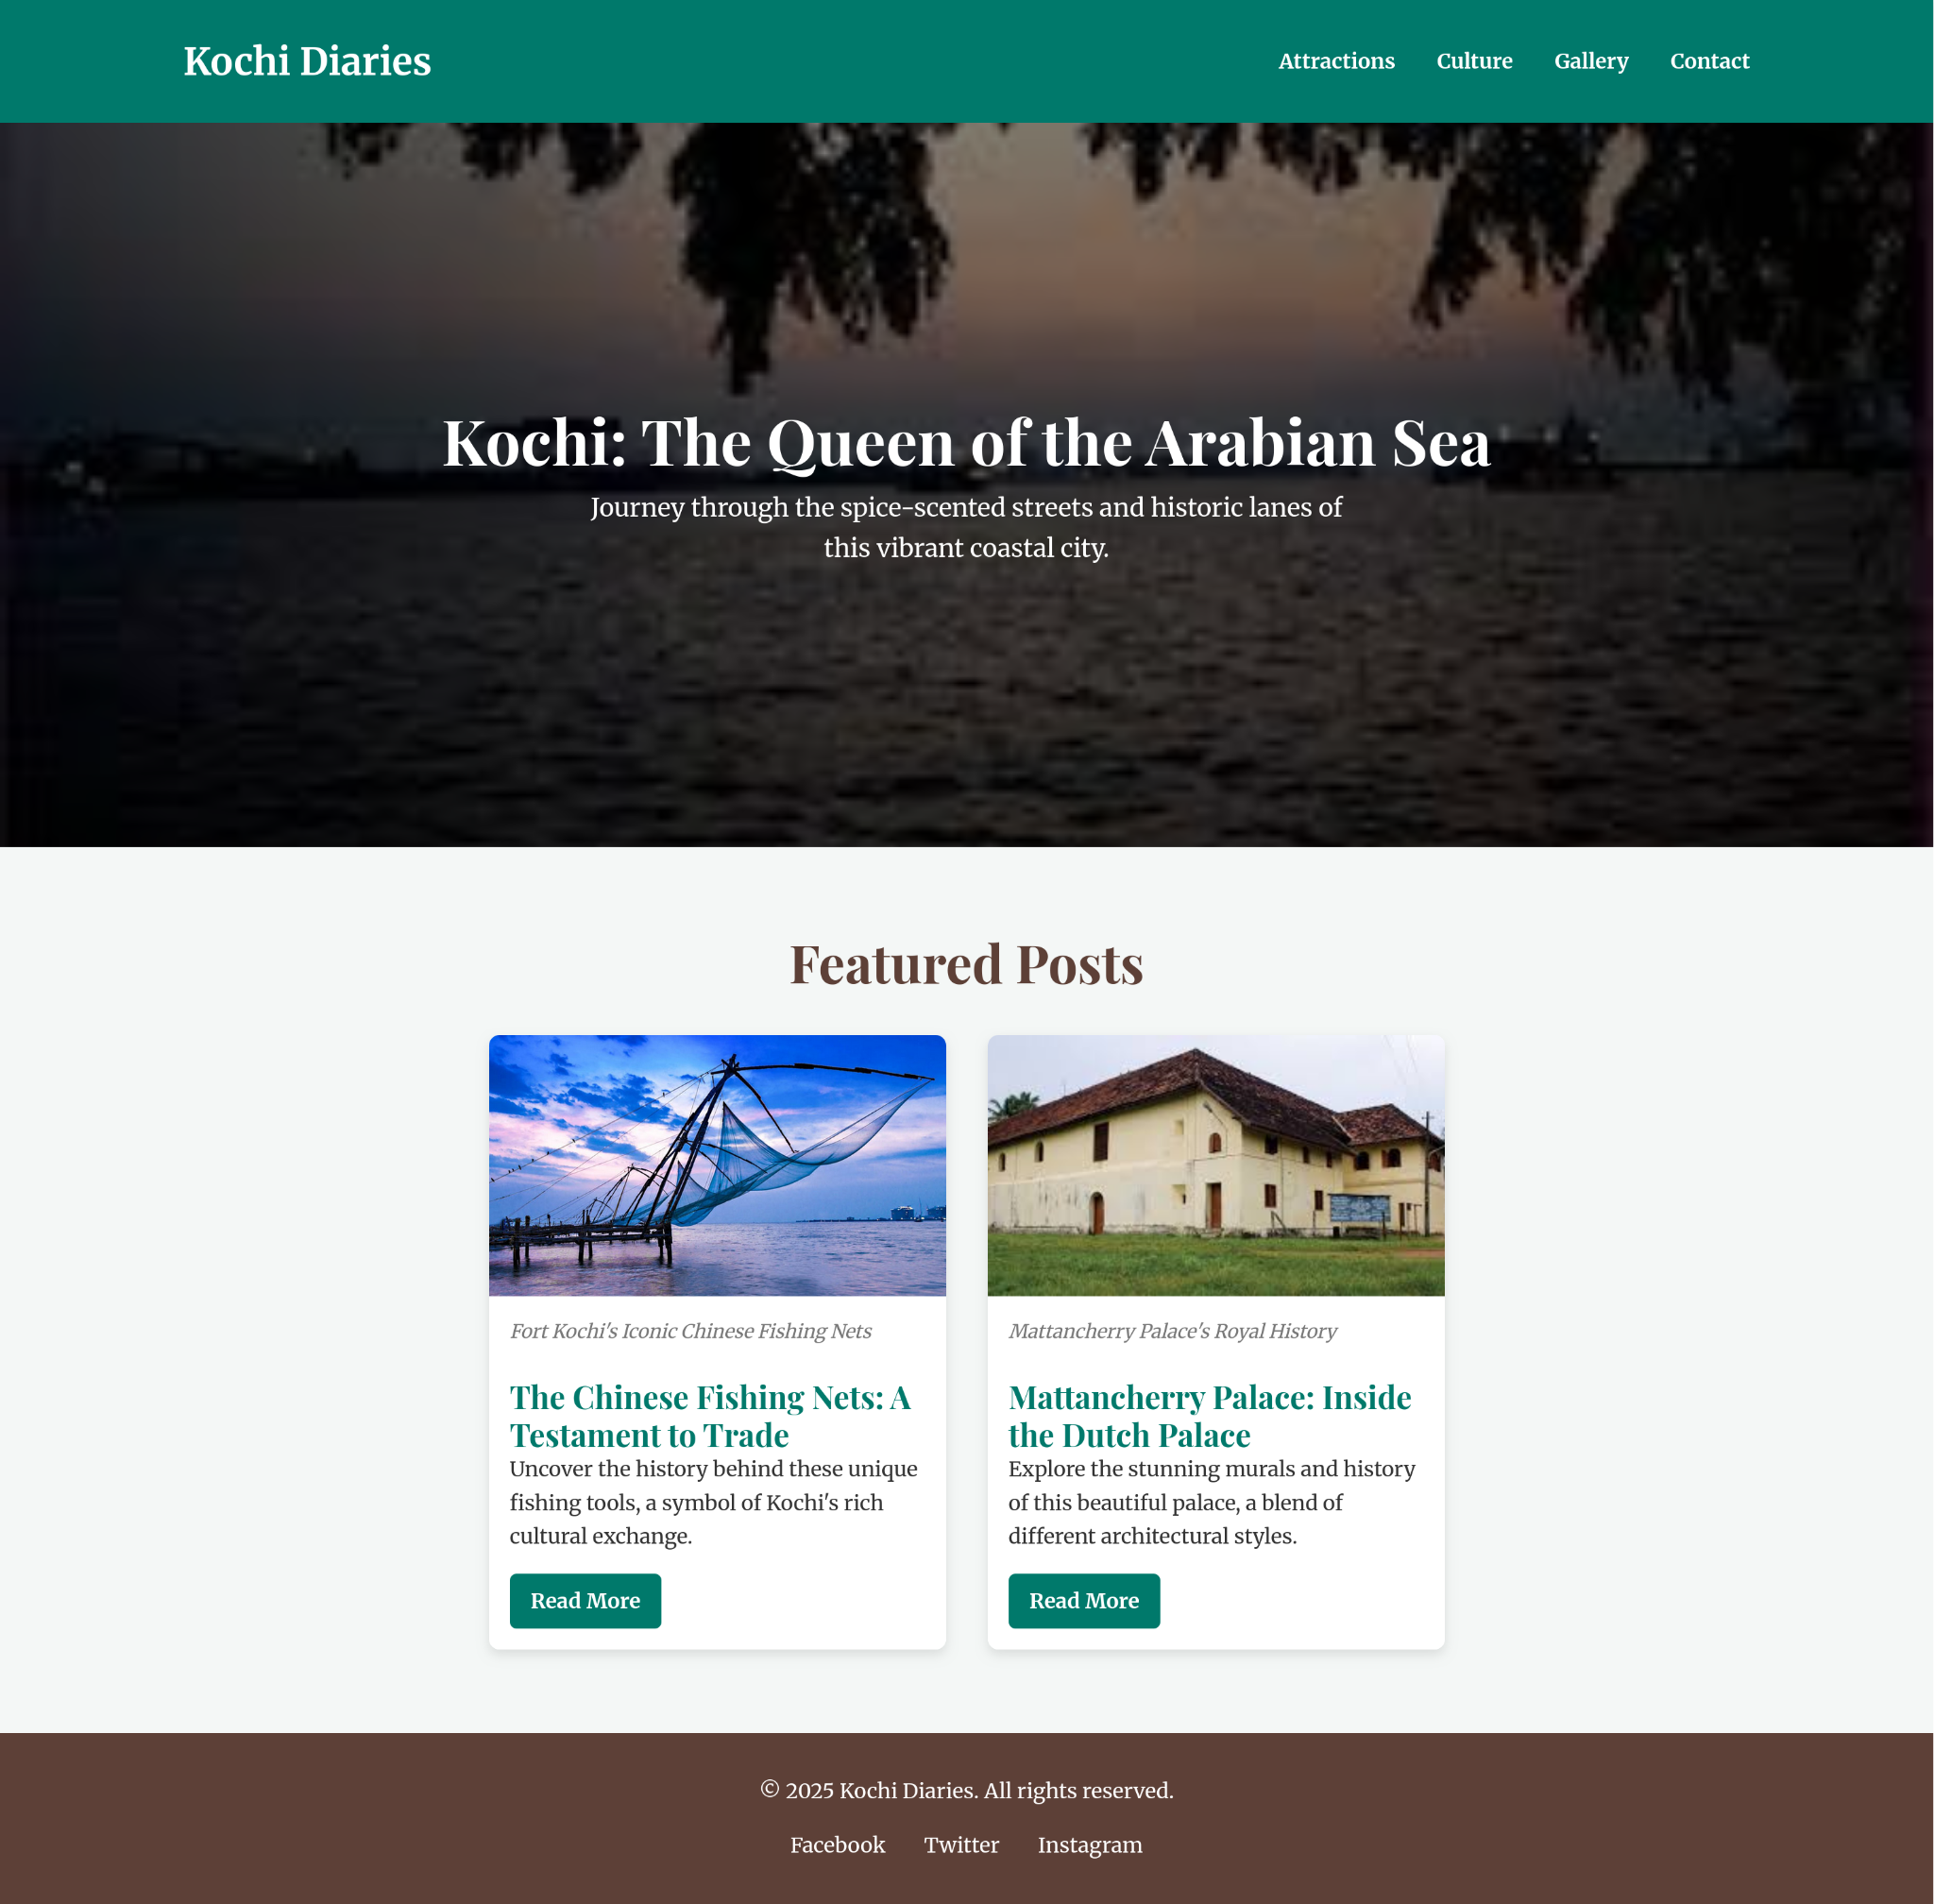 Kochi Diaries
Attractions Culture Gallery Contact
Kochi: The Queen of the Arabian Sea
Journey through the spice-scented streets and historic lanes of
this vibrant coastal city.
Featured Posts
Fort Kochi's Iconic Chinese Fishing Nets
The Chinese Fishing Nets: A
Testament to Trade
Uncover the history behind these unique
fishing tools, a symbol of Kochi's rich
cultural exchange.
Read More
Mattancherry Palace's Royal History
Mattancherry Palace: Inside
the Dutch Palace
Explore the stunning murals and history
of this beautiful palace, a blend of
different architectural styles.
Read More
© 2025 Kochi Diaries. All rights reserved.
Facebook Twitter Instagram